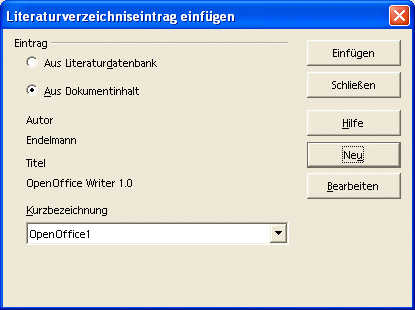 Literaturverzeichniseintrag einfügen
Eintrag
Aus Literaturdatenbank
Aus Dokumentinhalt
Autor
Endelmann
Titel
OpenOffice Writer 1.0
Kurzbezeichnung
OpenOffice1
Einfügen
Schließen
Hilfe
Neu
Bearbeiten